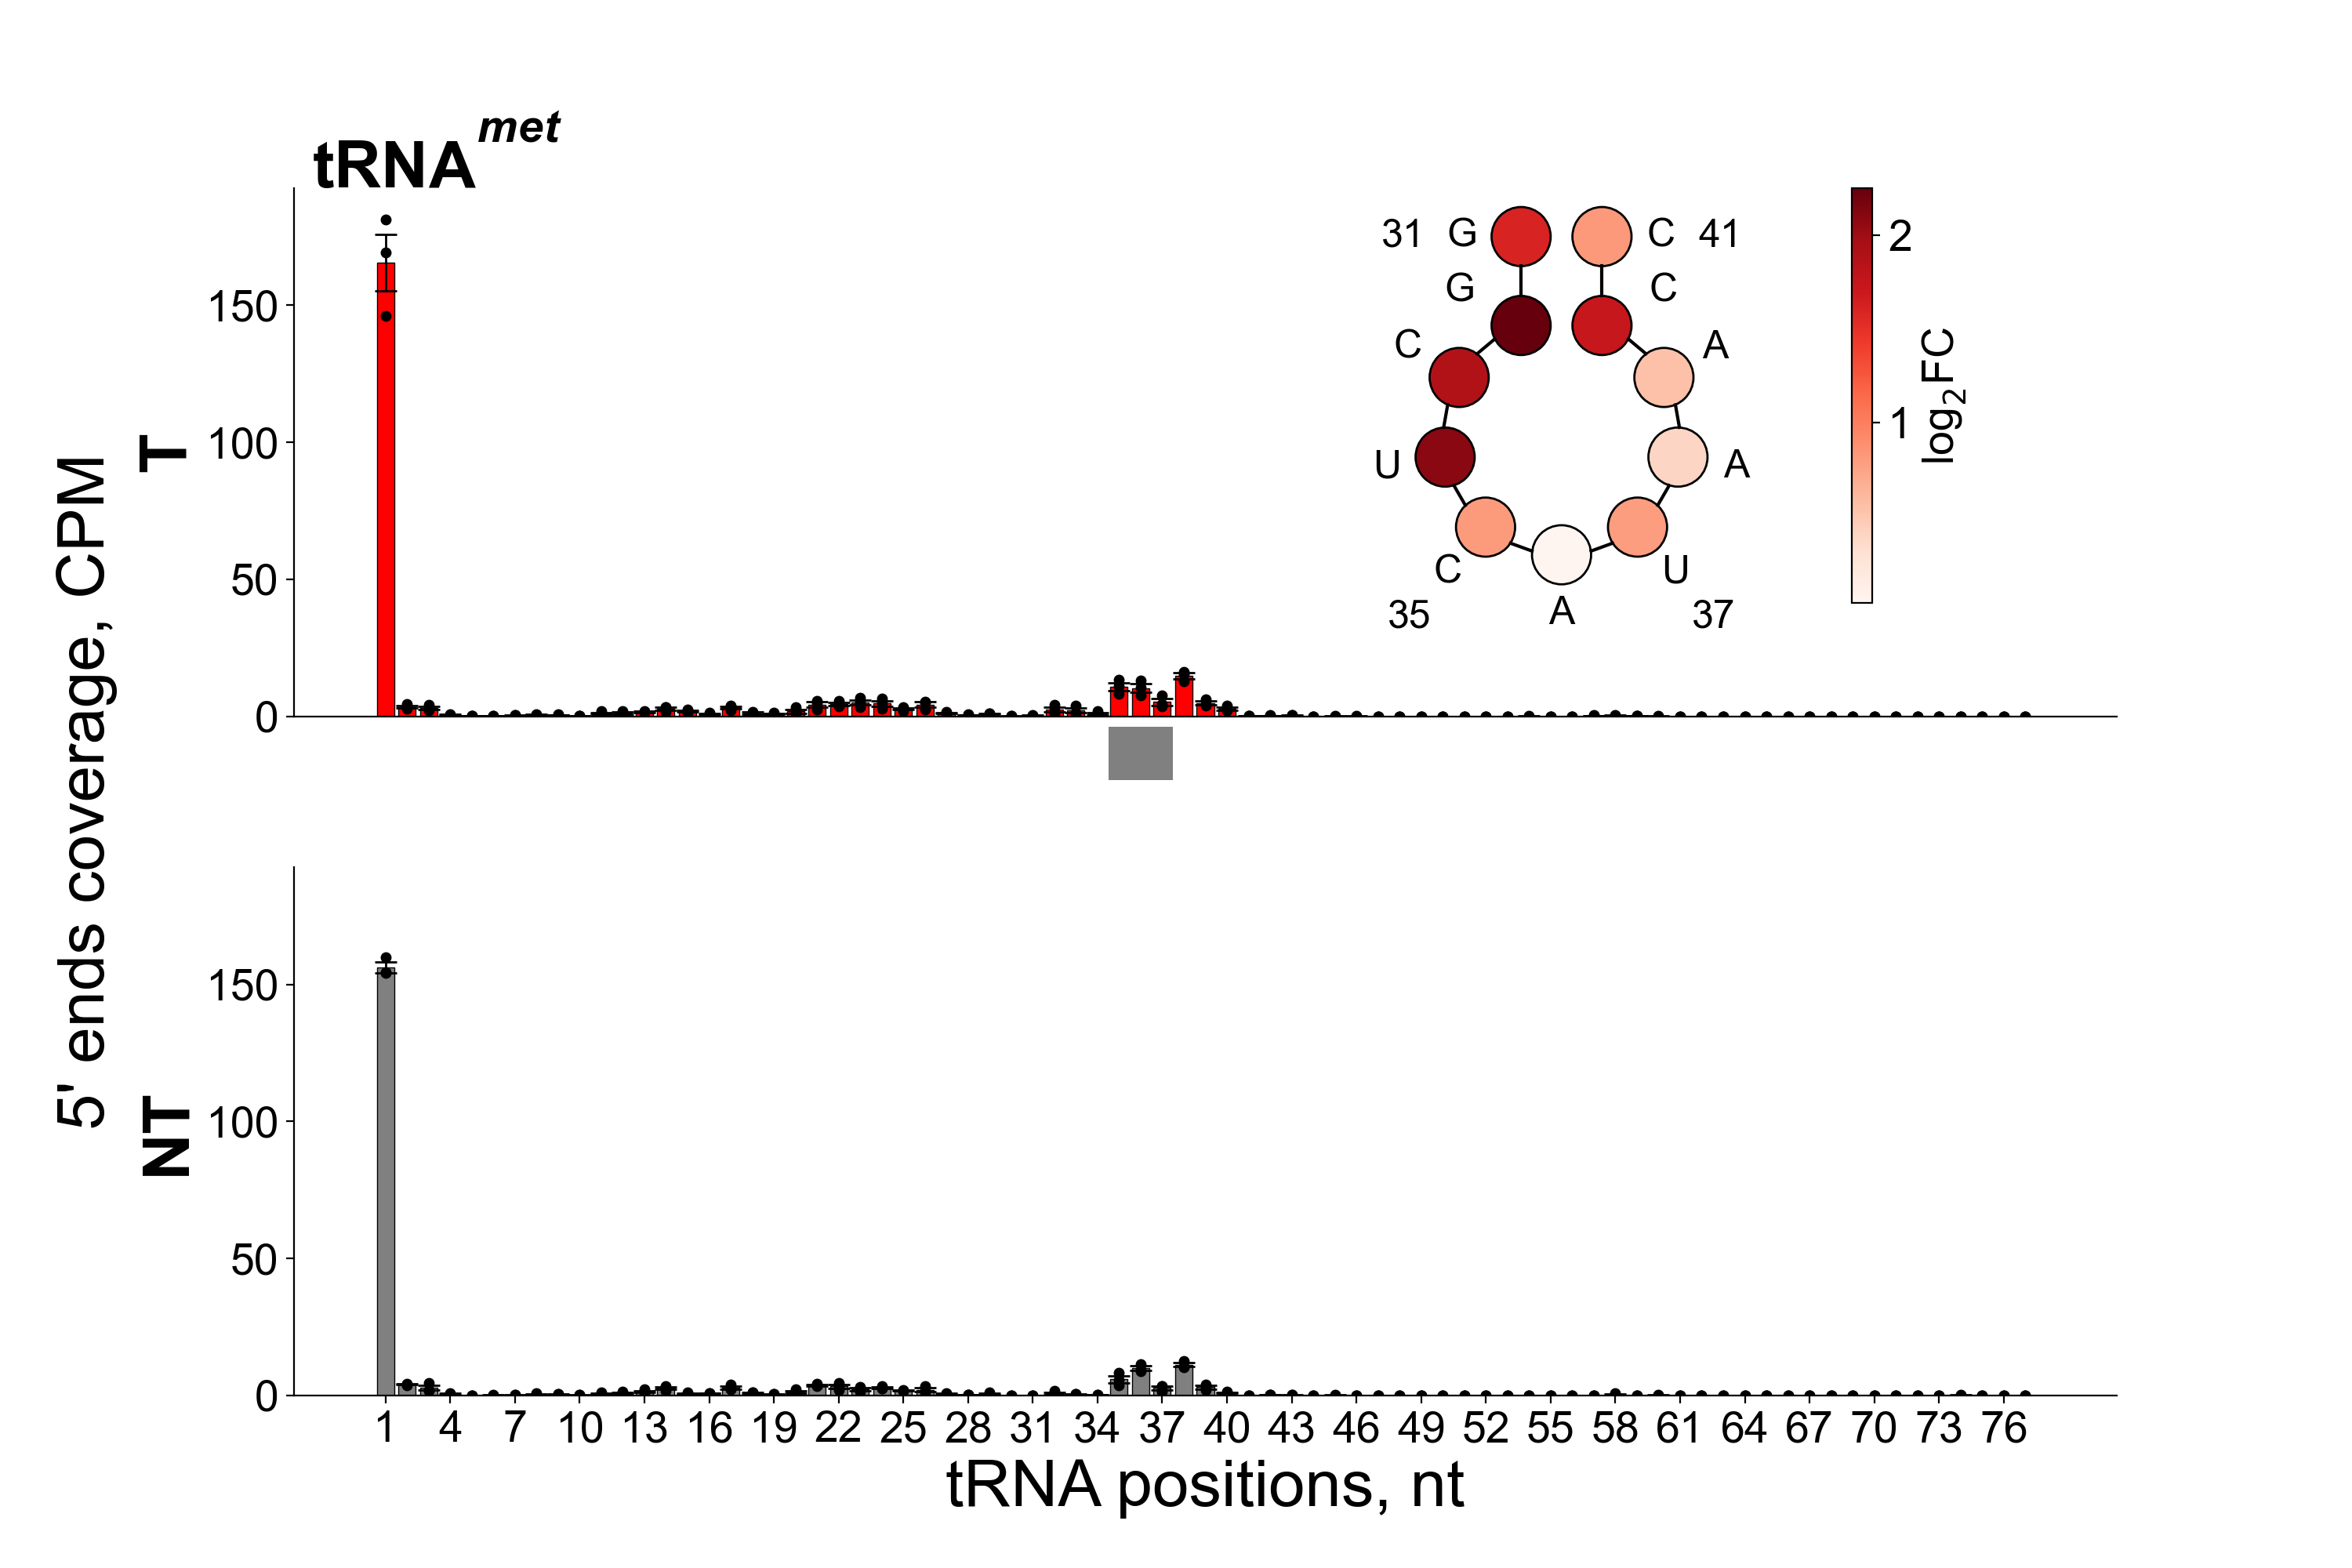 tRNA^met
5' ends coverage, CPM
T
150
100
50
0
31 G C 41
G C
C A
U A
C U
35 A 37
2
1
log₂FC
NT
150
100
50
0
1 4 7 10 13 16 19 22 25 28 31 34 37 40 43 46 49 52 55 58 61 64 67 70 73 76
tRNA positions, nt